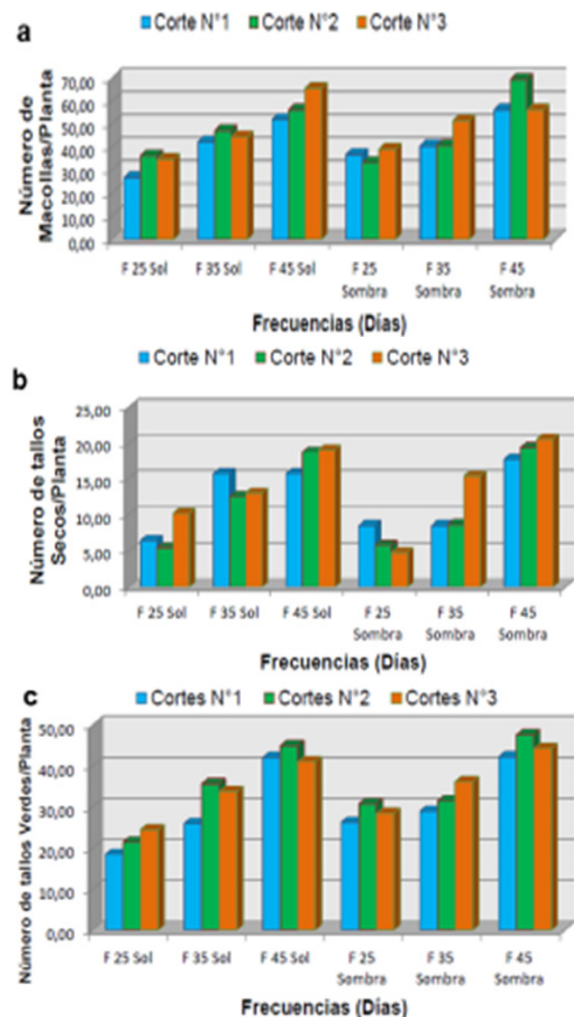 a
Corte N°1 Corte N°2 Corte N°3
Número de
Macollas/Planta
70,00
60,00
50,00
40,00
30,00
20,00
10,00
0,00
F 25 Sol F 35 Sol F 45 Sol F 25 Sombra F 35 Sombra F 45 Sombra
Frecuencias (Días)
b
Corte N°1 Corte N°2 Corte N°3
Número de tallos
Secos/Planta
25,00
20,00
15,00
10,00
5,00
0,00
F 25 Sol F 35 Sol F 45 Sol F 25 Sombra F 35 Sombra F 45 Sombra
Frecuencias (Días)
c
Cortes N°1 Cortes N°2 Cortes N°3
Número de tallos Verdes/Planta
50,00
40,00
30,00
20,00
10,00
0,00
F 25 Sol F 35 Sol F 45 Sol F 25 Sombra F 35 Sombra F 45 Sombra
Frecuencias (Días)